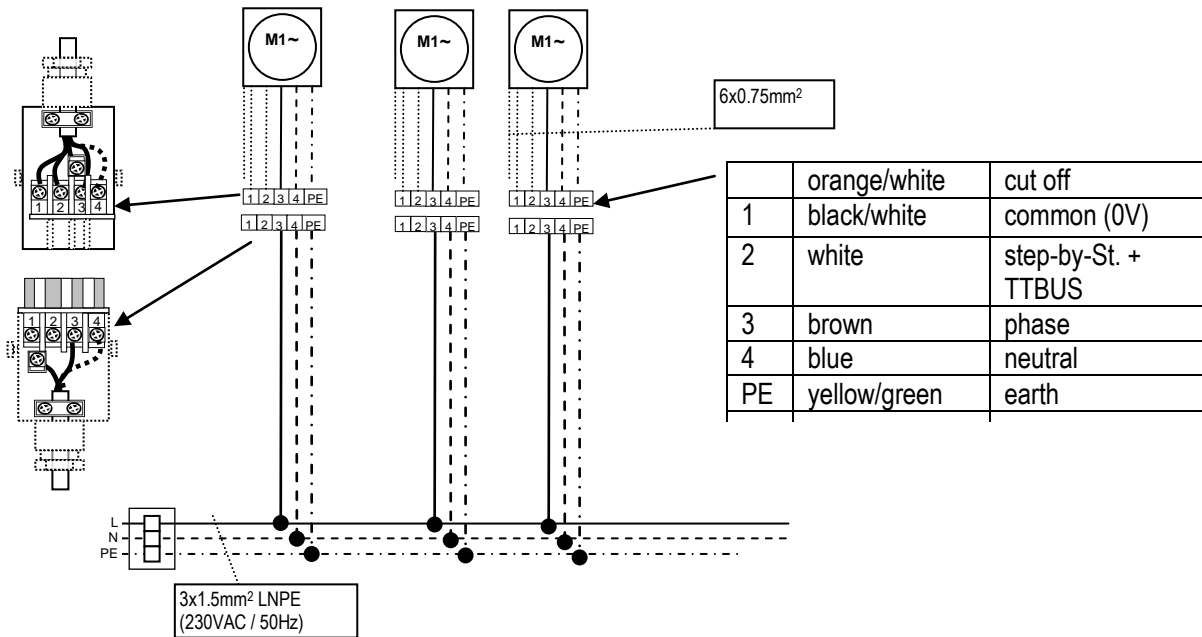 M1~ M1~ M1~
6x0.75mm²
orange/white cut off
1 black/white common (0V)
2 white step-by-St. +
TTBUS
3 brown phase
4 blue neutral
PE yellow/green earth
1 2 3 4
1 2 3 4 PE 1 2 3 4 PE 1 2 3 4 PE
1 2 3 4 PE 1 2 3 4 PE 1 2 3 4 PE
1 2 3 4
L
N
PE
3x1.5mm² LNPE
(230VAC / 50Hz)